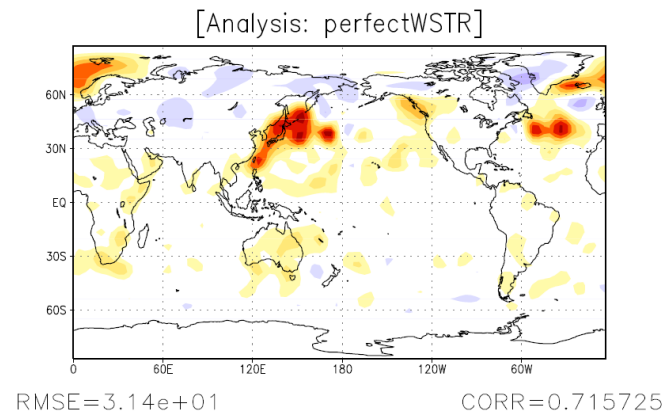 [Analysis: perfectWSTR]
60N
30N
EQ
30S
60S
0 60E 120E 180 120W 60W
RMSE=3.14e+01 CORR=0.715725